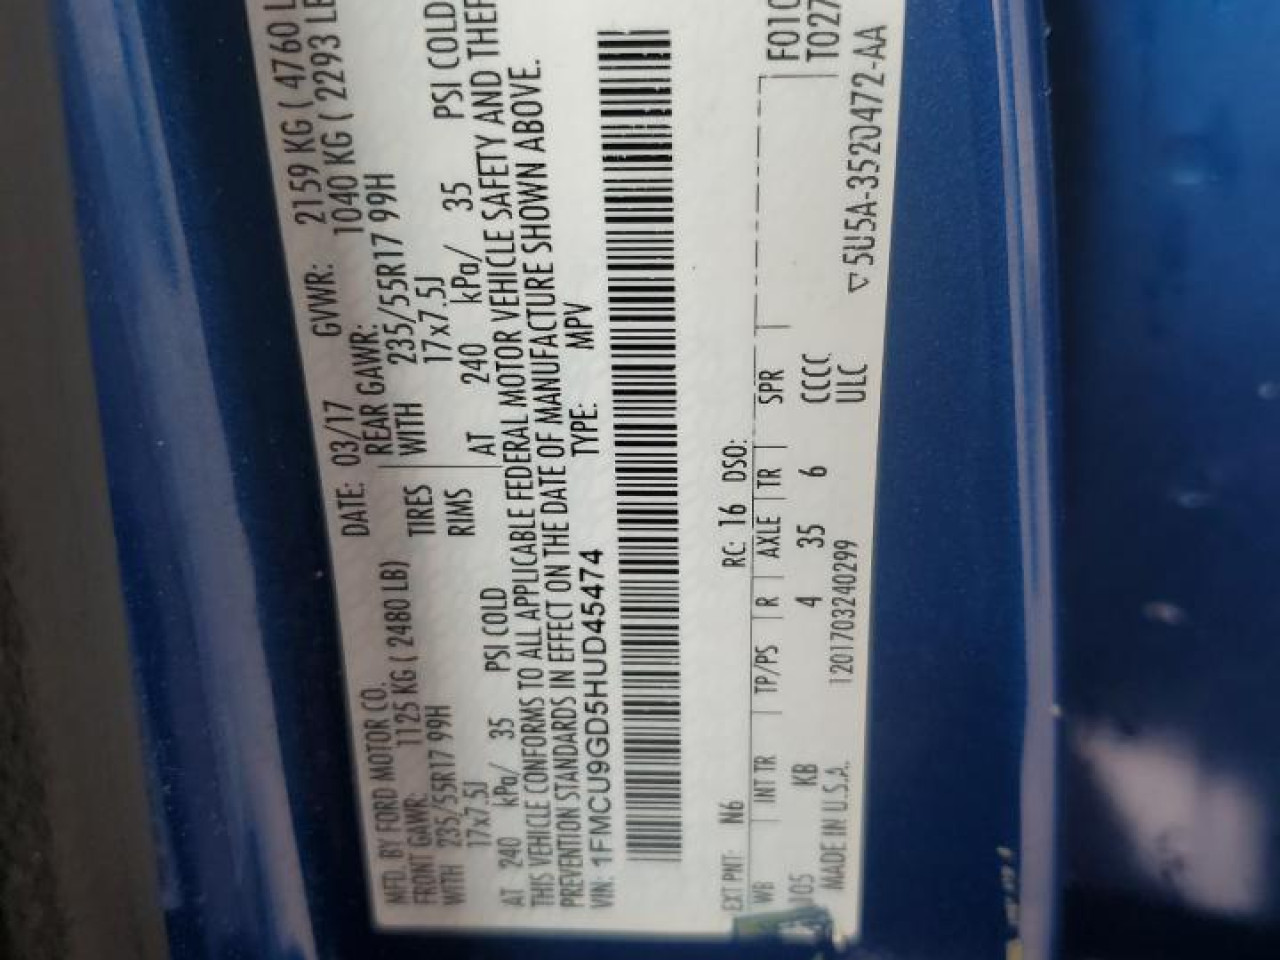 MFD. BY FORD MOTOR CO.
DATE: 03/17 GVWR: 2159 KG ( 4760 L
FRONT GAWR: 1125 KG ( 2480 LB)
REAR GAWR: 1040 KG ( 2293 LB
WITH 235/55R17 99H
TIRES WITH 235/55R17 99H
17x7.5J
RIMS 17x7.5J
AT 240 kPa/ 35 PSI COLD
AT 240 kPa/ 35 PSI COLD
THIS VEHICLE CONFORMS TO ALL APPLICABLE FEDERAL MOTOR VEHICLE SAFETY AND THEF
PREVENTION STANDARDS IN EFFECT ON THE DATE OF MANUFACTURE SHOWN ABOVE.
VIN: 1FMCU9GD5HUD45474 TYPE: MPV
EXT PNT: N6 RC: 16 DSO:
WB INT TR TP/PS R AXLE TR SPR
105 KB 4 35 6 CCCC
F010
T027
MADE IN U.S.A. 1201703240299 ULC
▽5U5A-3520472-AA